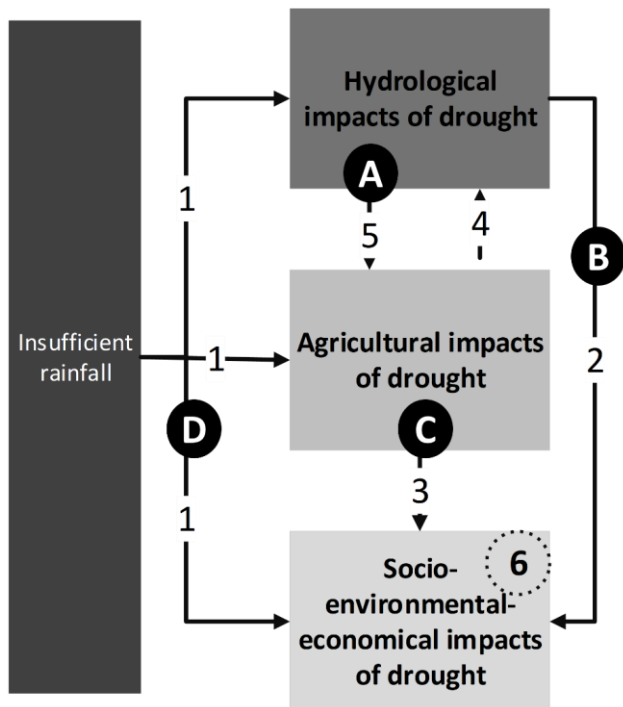 Hydrological
impacts of drought
A
1
5
4
B
Insufficient
rainfall
1
Agricultural impacts
of drought
2
D
C
1
3
6
Socio-
environmental-
economical impacts
of drought